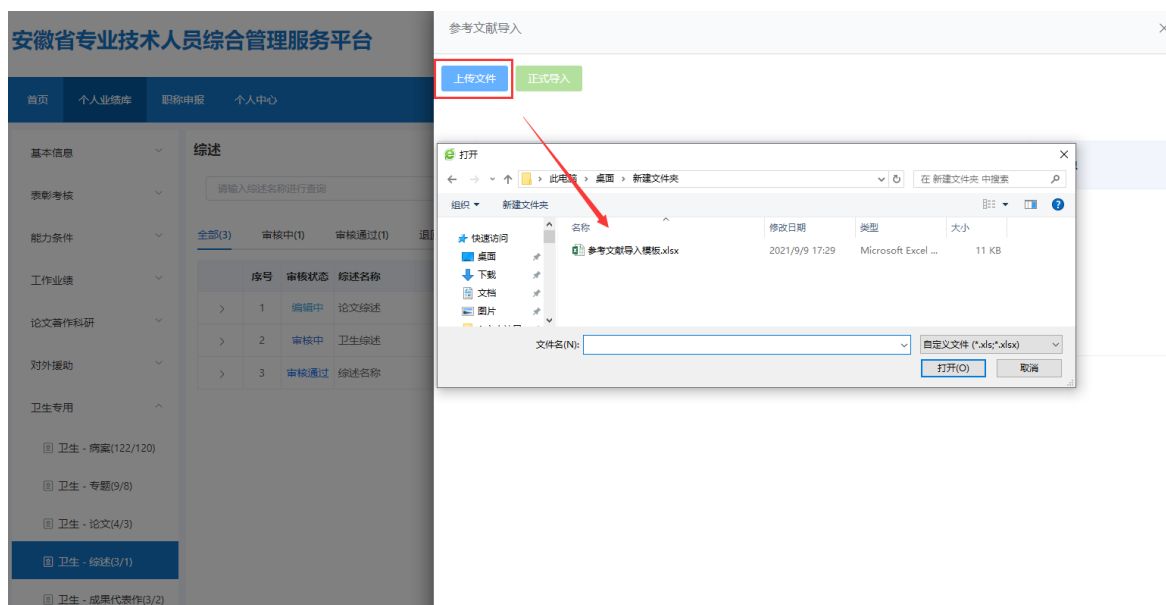 安徽省专业技术人员综合管理服务平台
首页 个人业绩库 职称申报 个人中心
基本信息
表彰考核
能力条件
工作业绩
论文著作科研
对外援助
卫生专用
卫生 - 病案(122/120)
卫生 - 专题(9/8)
卫生 - 论文(4/3)
卫生 - 综述(3/1)
卫生 - 成果代表作(3/2)
综述
请输入综述名称进行查询
全部(3) 审核中(1) 审核通过(1)
序号 审核状态 综述名称
1 编辑中 论文综述
2 审核中 卫生综述
3 审核通过 综述名称
参考文献导入
上传文件 正式导入
打开
此电脑 › 桌面 › 新建文件夹
在 新建文件夹 中搜索
组织 新建文件夹
快速访问
桌面
下载
文档
图片
名称 修改日期 类型 大小
参考文献导入模板.xlsx 2021/9/9 17:29 Microsoft Excel ... 11 KB
文件名(N): 自定义文件 (*.xls;*.xlsx)
打开(O) 取消